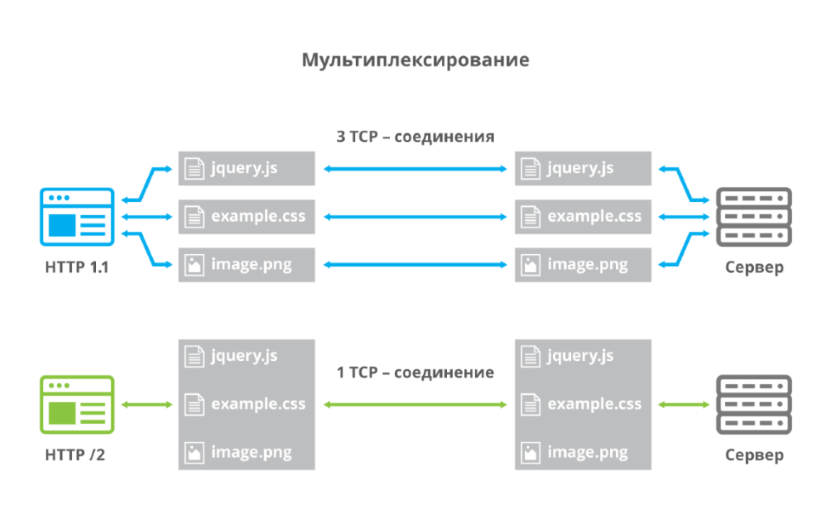 Мультиплексирование
3 TCP – соединения
jquery.js
jquery.js
example.css
example.css
image.png
image.png
HTTP 1.1
Сервер
jquery.js
jquery.js
1 TCP – соединение
example.css
example.css
image.png
image.png
HTTP /2
Сервер